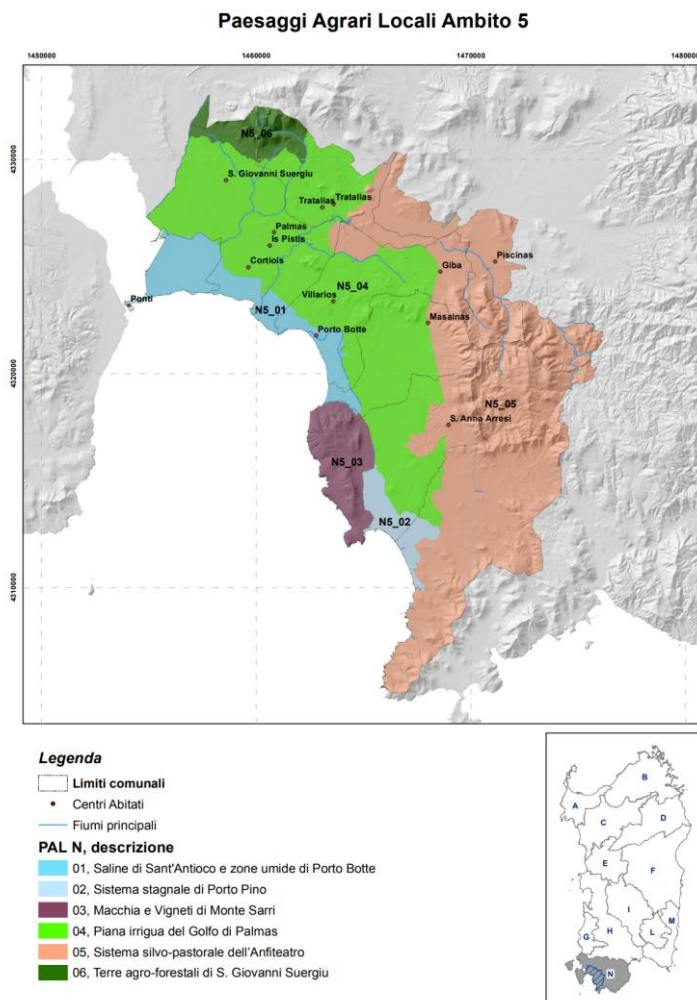 Paesaggi Agrari Locali Ambito 5
1450000
1460000
1470000
1480000
4330000
4320000
4310000
N5_06
S. Giovanni Suergiu
Tratalias
Tratalias
Palmas
Is Pistis
Cortiois
Piscinas
Giba
N5_04
Villarios
Ponti
N5_01
Masainas
Porto Botte
N5_05
S. Anna Arresi
N5_03
N5_02
Legenda
Limiti comunali
Centri Abitati
Fiumi principali
PAL N, descrizione
01, Saline di Sant'Antioco e zone umide di Porto Botte
02, Sistema stagnale di Porto Pino
03, Macchia e Vigneti di Monte Sarri
04, Piana irrigua del Golfo di Palmas
05, Sistema silvo-pastorale dell'Anfiteatro
06, Terre agro-forestali di S. Giovanni Suergiu
B
A
C
D
E
F
I
M
G
H
L
N